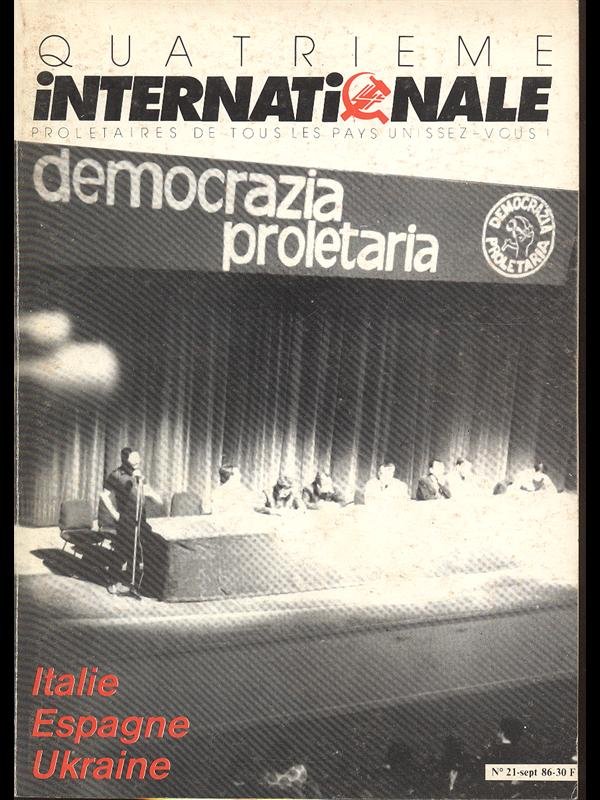 QUATRIEME
iNTERNATiONALE
PROLETAIRES DE TOUS LES PAYS UNISSEZ-VOUS!
democrazia
proletaria
DEMOCRAZIA
PROLETARIA
Italie
Espagne
Ukraine
N° 21-sept 86-30 F